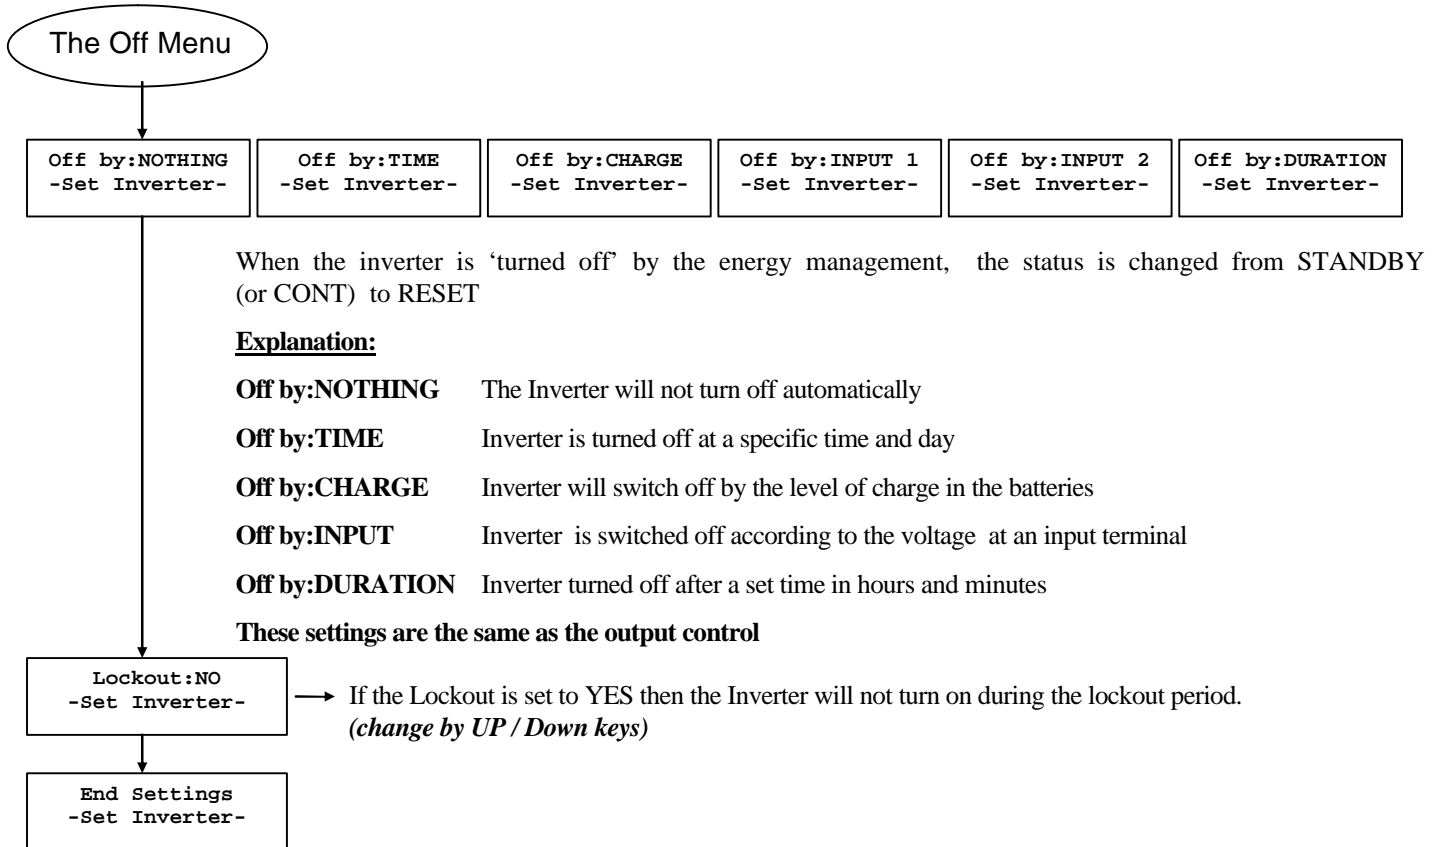 The Off Menu
Off by:NOTHING
-Set Inverter-
Off by:TIME
-Set Inverter-
Off by:CHARGE
-Set Inverter-
Off by:INPUT 1
-Set Inverter-
Off by:INPUT 2
-Set Inverter-
Off by:DURATION
-Set Inverter-
When the inverter is ‘turned off’ by the energy management, the status is changed from STANDBY
(or CONT) to RESET
Explanation:
Off by:NOTHING The Inverter will not turn off automatically
Off by:TIME Inverter is turned off at a specific time and day
Off by:CHARGE Inverter will switch off by the level of charge in the batteries
Off by:INPUT Inverter is switched off according to the voltage at an input terminal
Off by:DURATION Inverter turned off after a set time in hours and minutes
These settings are the same as the output control
Lockout:NO
-Set Inverter-
If the Lockout is set to YES then the Inverter will not turn on during the lockout period.
(change by UP / Down keys)
End Settings
-Set Inverter-